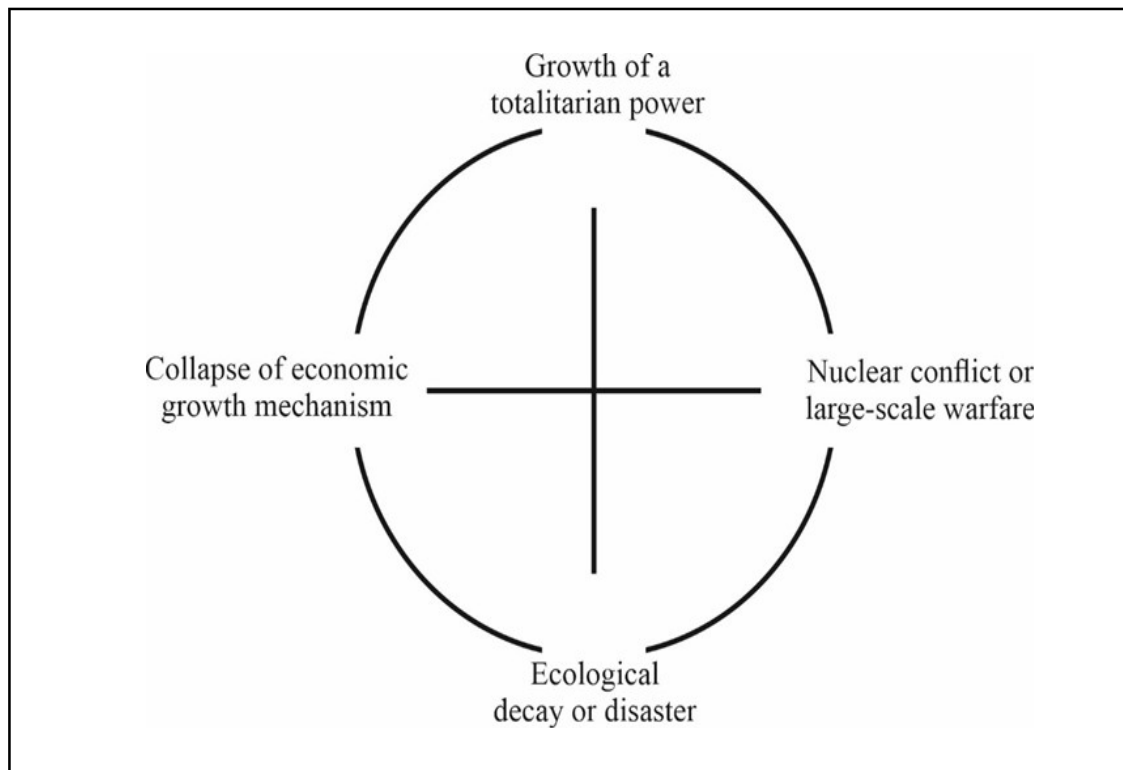 Growth of a
totalitarian power
Collapse of economic
growth mechanism
Nuclear conflict or
large-scale warfare
Ecological
decay or disaster